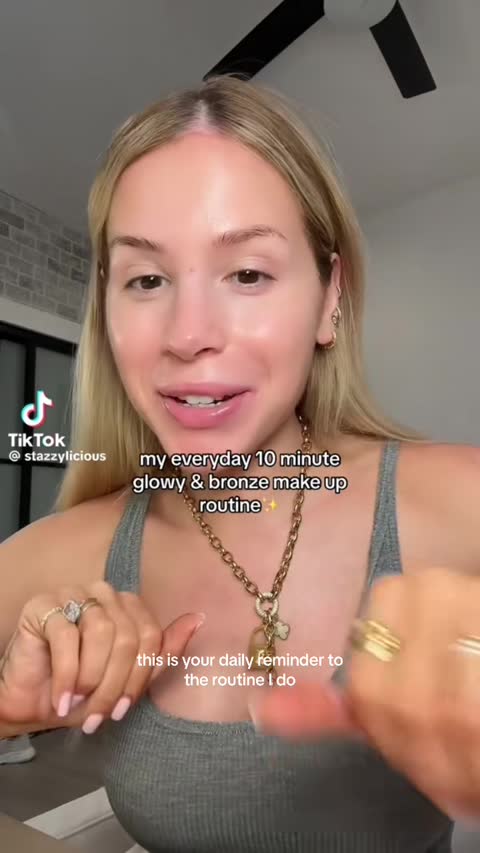 TikTok
@ stazzylicious
my everyday 10 minute
glowy & bronze make up
routine✨
this is your daily reminder to
the routine I do